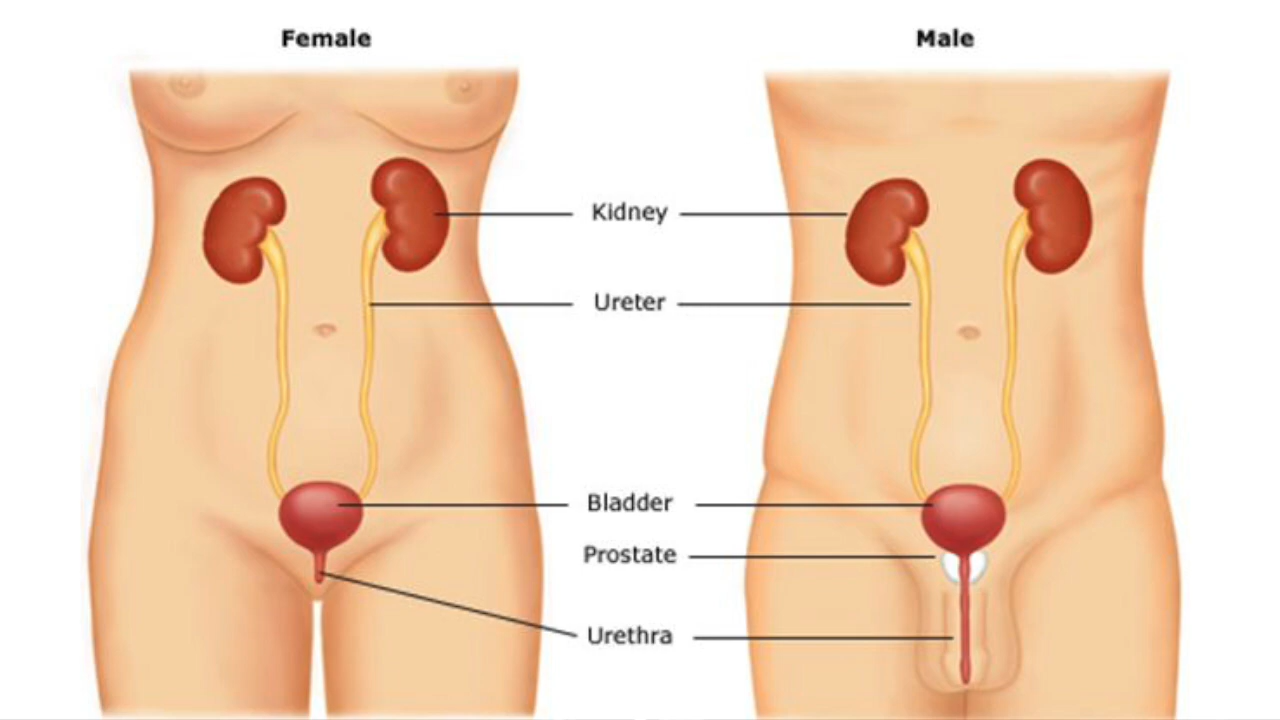 Female
Male
Kidney
Ureter
Bladder
Prostate
Urethra